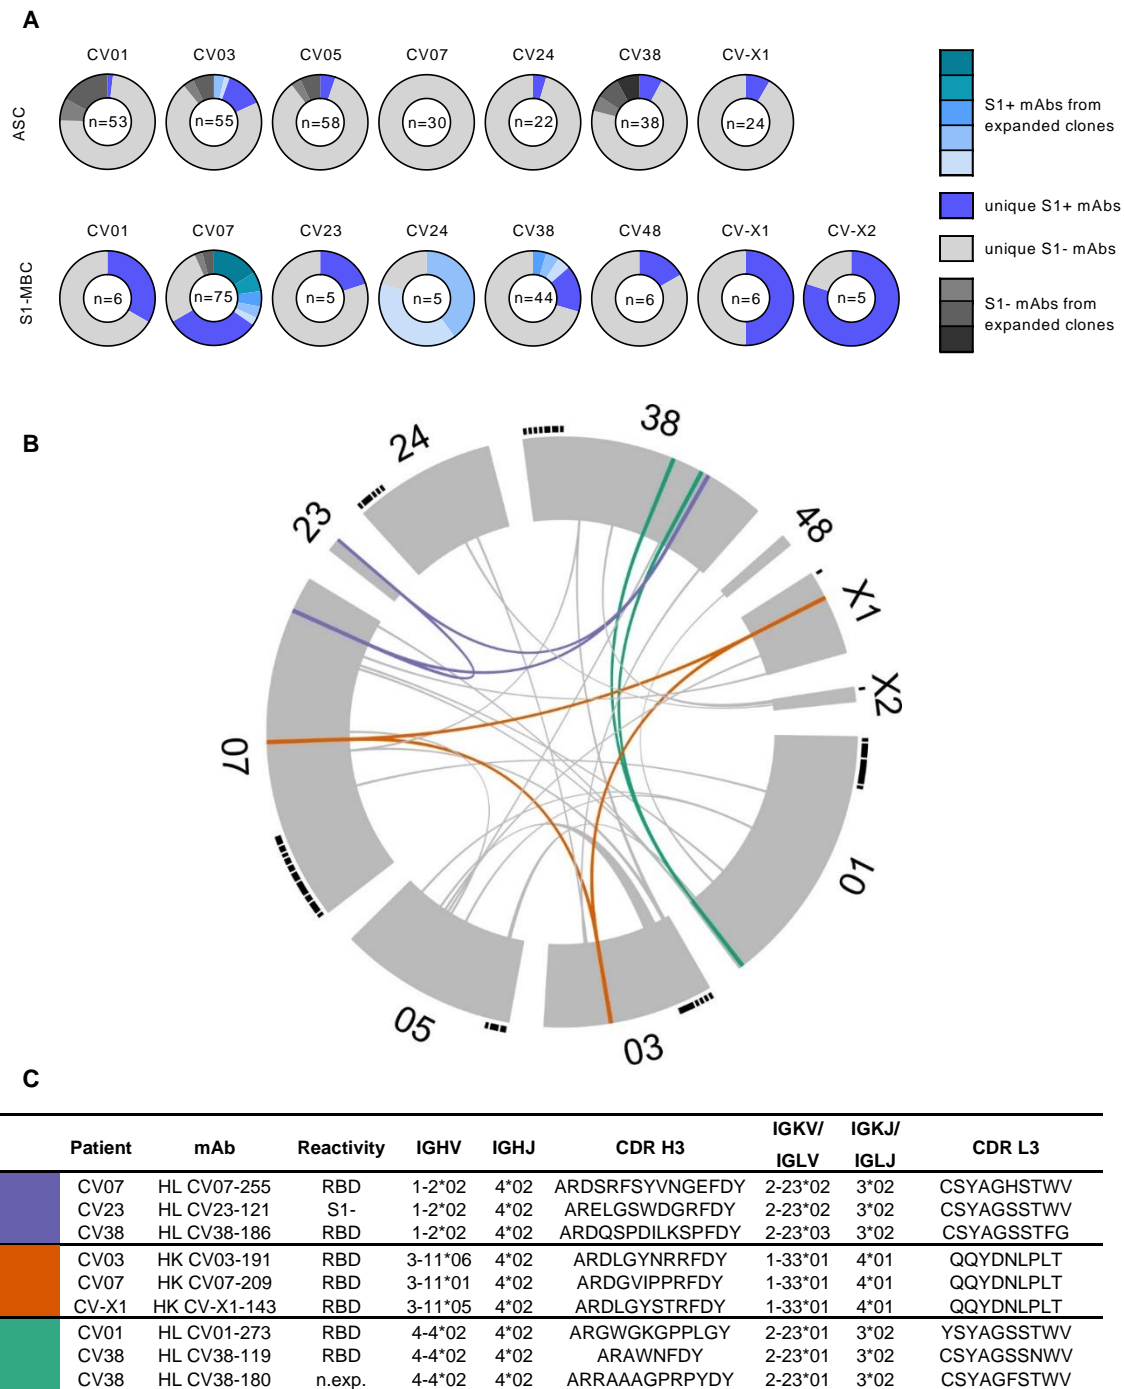 A
CV01 CV03 CV05 CV07 CV24 CV38 CV-X1
ASC
n=53 n=55 n=58 n=30 n=22 n=38 n=24
S1+ mAbs from
expanded clones
unique S1+ mAbs
unique S1- mAbs
S1- mAbs from
expanded clones
CV01 CV07 CV23 CV24 CV38 CV48 CV-X1 CV-X2
S1-MBC
n=6 n=75 n=5 n=5 n=44 n=6 n=6 n=5
B
38
24
48
23
X1
X2
07
01
05
03
C
Patient mAb Reactivity IGHV IGHJ CDR H3 IGKV/ IGKJ/ CDR L3
IGLV IGLJ
CV07 HL CV07-255 RBD 1-2*02 4*02 ARDSRFSYVNGEFDY 2-23*02 3*02 CSYAGHSTWV
CV23 HL CV23-121 S1- 1-2*02 4*02 ARELGSWDGRFDY 2-23*02 3*02 CSYAGSSTWV
CV38 HL CV38-186 RBD 1-2*02 4*02 ARDQSPDILKSPFDY 2-23*03 3*02 CSYAGSSTFG
CV03 HK CV03-191 RBD 3-11*06 4*02 ARDLGYNRRFDY 1-33*01 4*01 QQYDNLPLT
CV07 HK CV07-209 RBD 3-11*01 4*02 ARDGVIPPRFDY 1-33*01 4*01 QQYDNLPLT
CV-X1 HK CV-X1-143 RBD 3-11*05 4*02 ARDLGYSTRFDY 1-33*01 4*01 QQYDNLPLT
CV01 HL CV01-273 RBD 4-4*02 4*02 ARGWGKGPPLGY 2-23*01 3*02 YSYAGSSTWV
CV38 HL CV38-119 RBD 4-4*02 4*02 ARAWNFDY 2-23*01 3*02 CSYAGSSNWV
CV38 HL CV38-180 n.exp. 4-4*02 4*02 ARRAAAGPRPYDY 2-23*01 3*02 CSYAGFSTWV